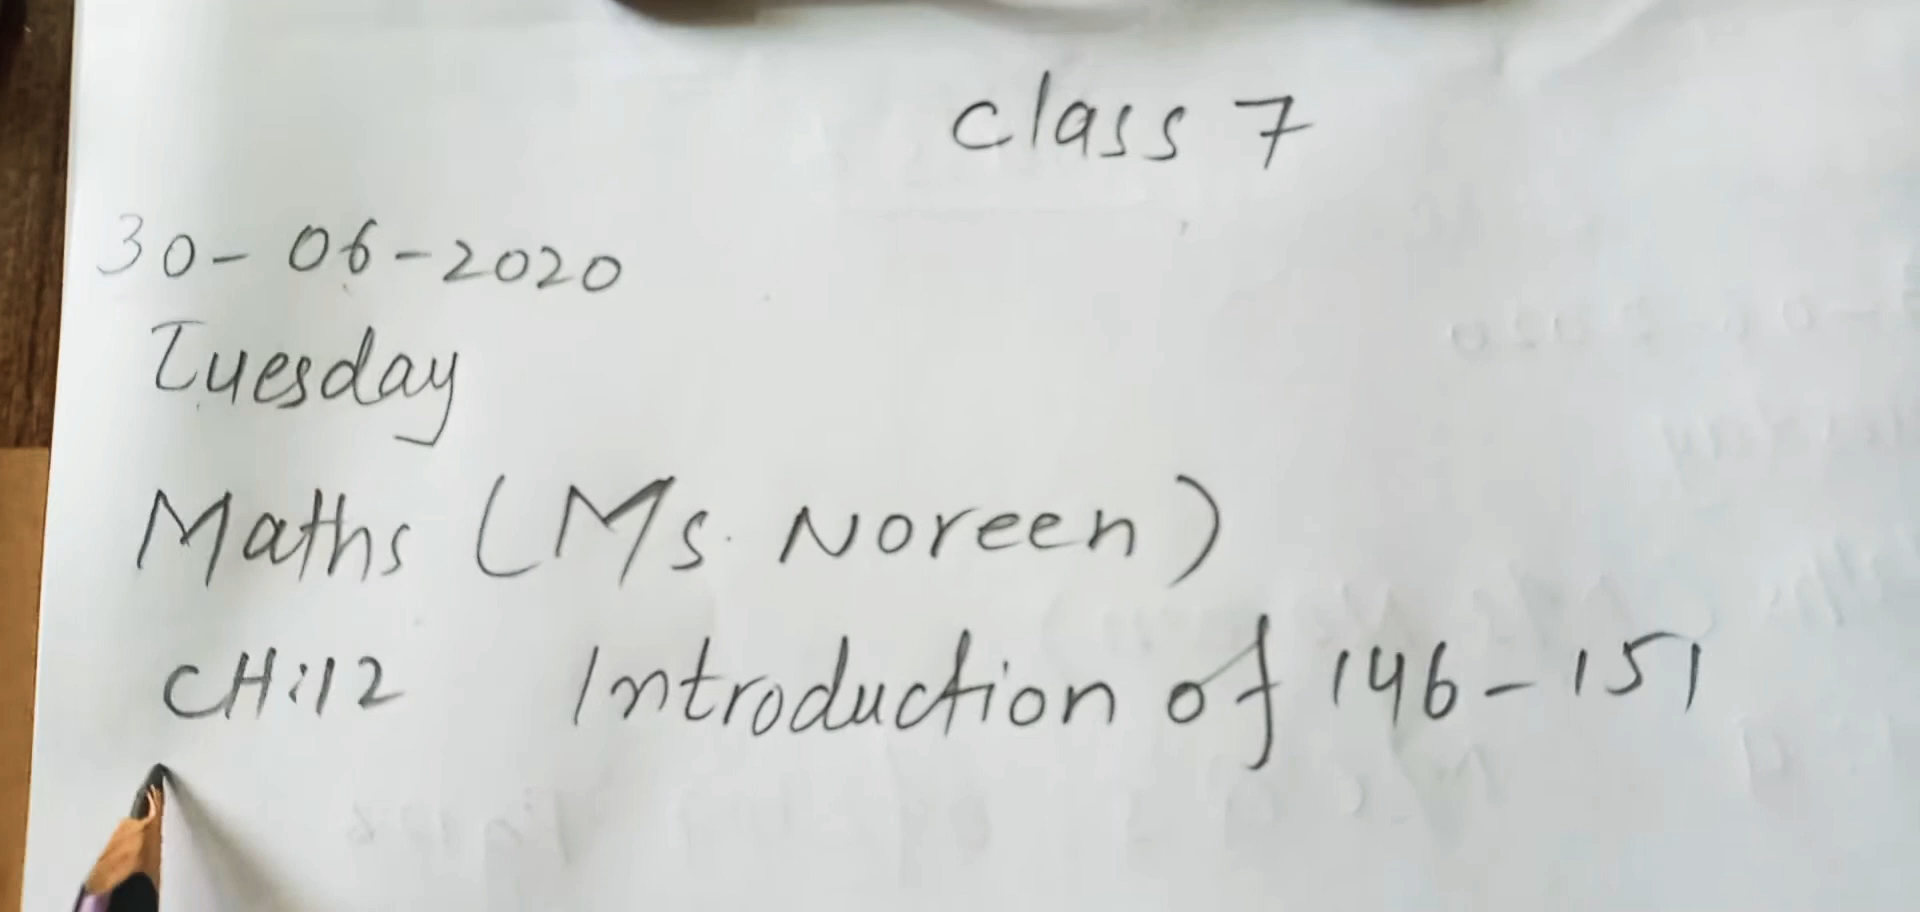 Class 7
30-06-2020
Tuesday
Maths (Ms. Noreen)
CH:12 Introduction of 146-151